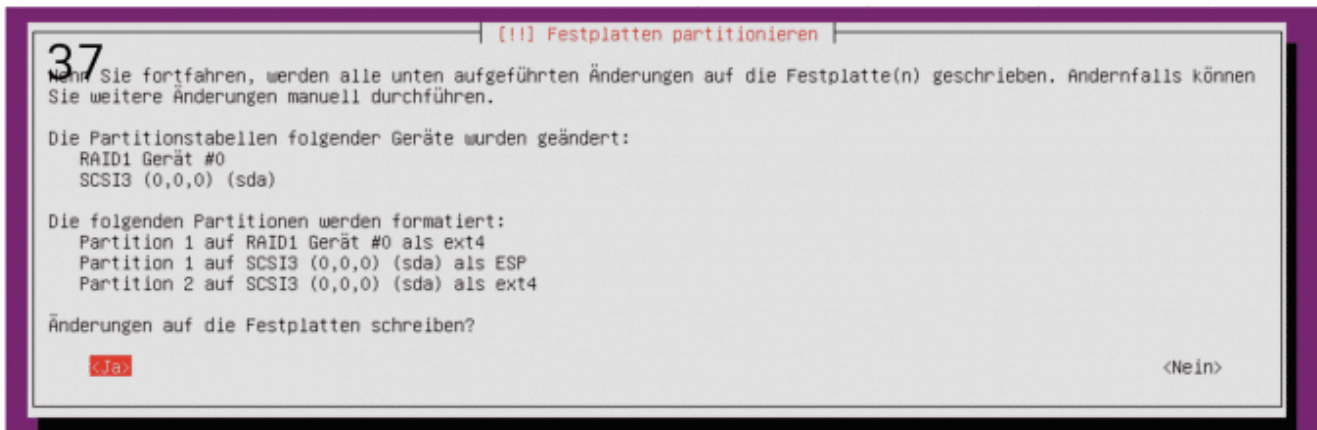 [!!] Festplatten partitionieren
37
Wenn Sie fortfahren, werden alle unten aufgeführten Änderungen auf die Festplatte(n) geschrieben. Andernfalls können
Sie weitere Änderungen manuell durchführen.
Die Partitionstabellen folgender Geräte wurden geändert:
RAID1 Gerät #0
SCSI3 (0,0,0) (sda)
Die folgenden Partitionen werden formatiert:
Partition 1 auf RAID1 Gerät #0 als ext4
Partition 1 auf SCSI3 (0,0,0) (sda) als ESP
Partition 2 auf SCSI3 (0,0,0) (sda) als ext4
Änderungen auf die Festplatten schreiben?
<Ja> <Nein>